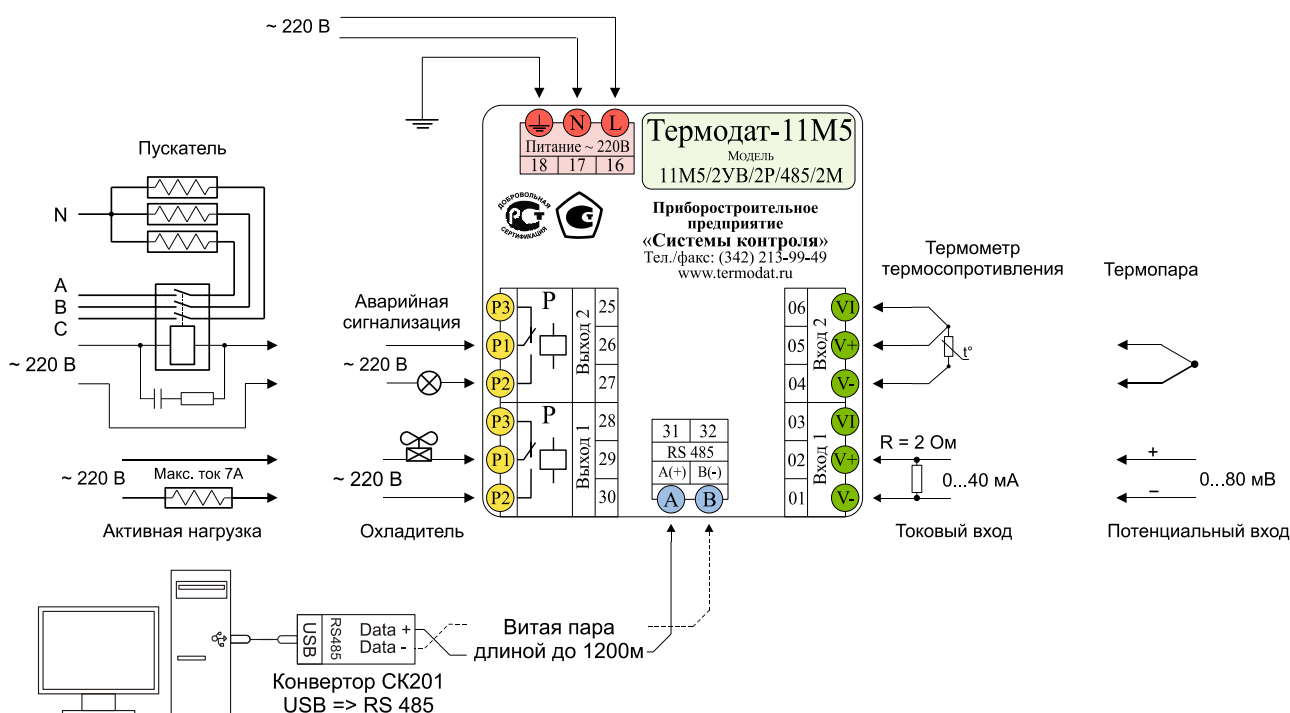 ~ 220 В
N
L
Питание ~ 220В
18 17 16
Термодат-11М5
Модель
11М5/2УВ/2Р/485/2М
ДОБРОВОЛЬНАЯ
РСТ
СЕРТИФИКАЦИЯ
Приборостроительное
предприятие
«Системы контроля»
Тел./факс: (342) 213-99-49
www.termodat.ru
Пускатель
N
A
B
C
~ 220 В
~ 220 В
Макс. ток 7А
Активная нагрузка
Аварийная
сигнализация
~ 220 В
~ 220 В
Охладитель
P3
P1
P2
P
Выход 2
25
26
27
P3
P1
P2
P
Выход 1
28
29
30
31 32
RS 485
A(+) B(-)
A B
06
05
04
Вход 2
VI
V+
V-
03
02
01
Вход 1
VI
V+
V-
Термометр
термосопротивления
t°
Термопара
R = 2 Ом
0...40 мА
Токовый вход
+
−
0...80 мВ
Потенциальный вход
USB
RS485
Data +
Data -
Витая пара
длиной до 1200м
Конвертор СК201
USB => RS 485